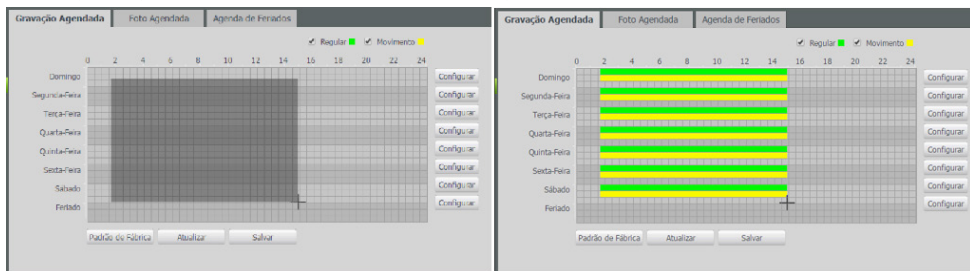 Gravação Agendada Foto Agendada Agenda de Feriados
Regular Movimento
0 2 4 6 8 10 12 14 16 18 20 22 24
Domingo Configurar
Segunda-Feira Configurar
Terça-Feira Configurar
Quarta-Feira Configurar
Quinta-Feira Configurar
Sexta-Feira Configurar
Sábado Configurar
Feriado Configurar
Padrão de Fábrica Atualizar Salvar
Gravação Agendada Foto Agendada Agenda de Feriados
Regular Movimento
0 2 4 6 8 10 12 14 16 18 20 22 24
Domingo Configurar
Segunda-Feira Configurar
Terça-Feira Configurar
Quarta-Feira Configurar
Quinta-Feira Configurar
Sexta-Feira Configurar
Sábado Configurar
Feriado Configurar
Padrão de Fábrica Atualizar Salvar